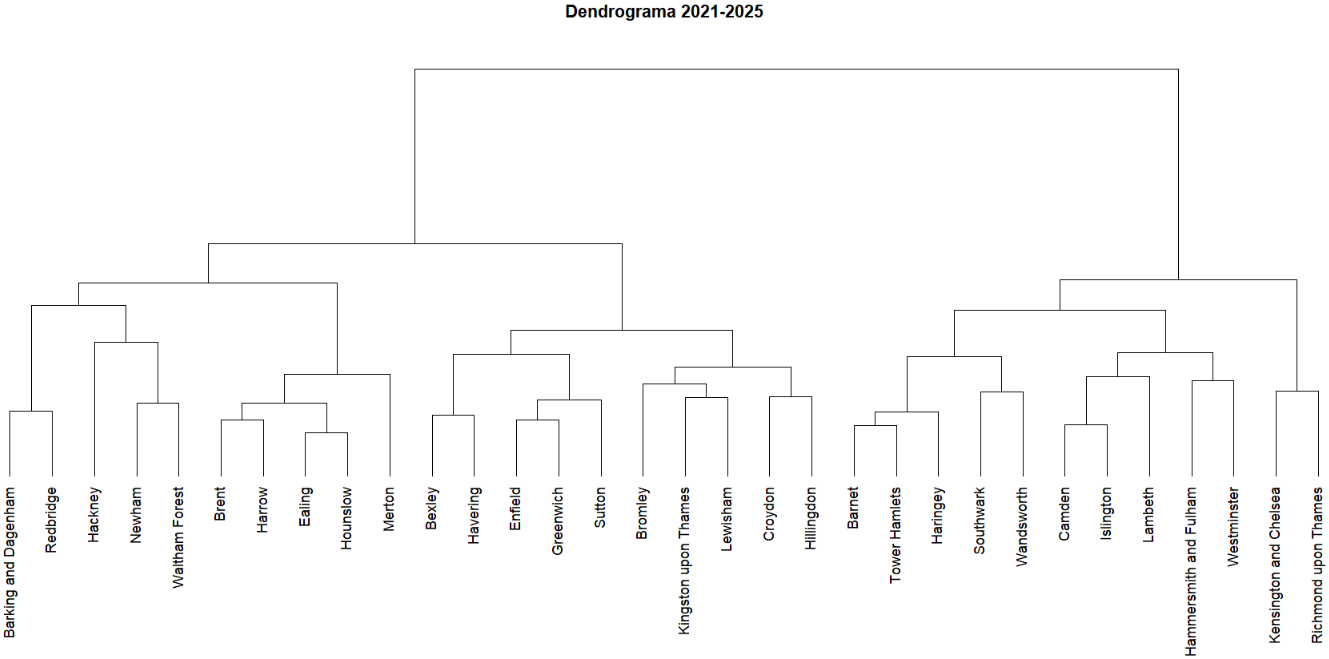 Dendrograma 2021-2025
Barking and Dagenham
Redbridge
Hackney
Newham
Waltham Forest
Brent
Harrow
Ealing
Hounslow
Merton
Bexley
Havering
Enfield
Greenwich
Sutton
Bromley
Kingston upon Thames
Lewisham
Croydon
Hillingdon
Barnet
Tower Hamlets
Haringey
Southwark
Wandsworth
Camden
Islington
Lambeth
Hammersmith and Fulham
Westminster
Kensington and Chelsea
Richmond upon Thames